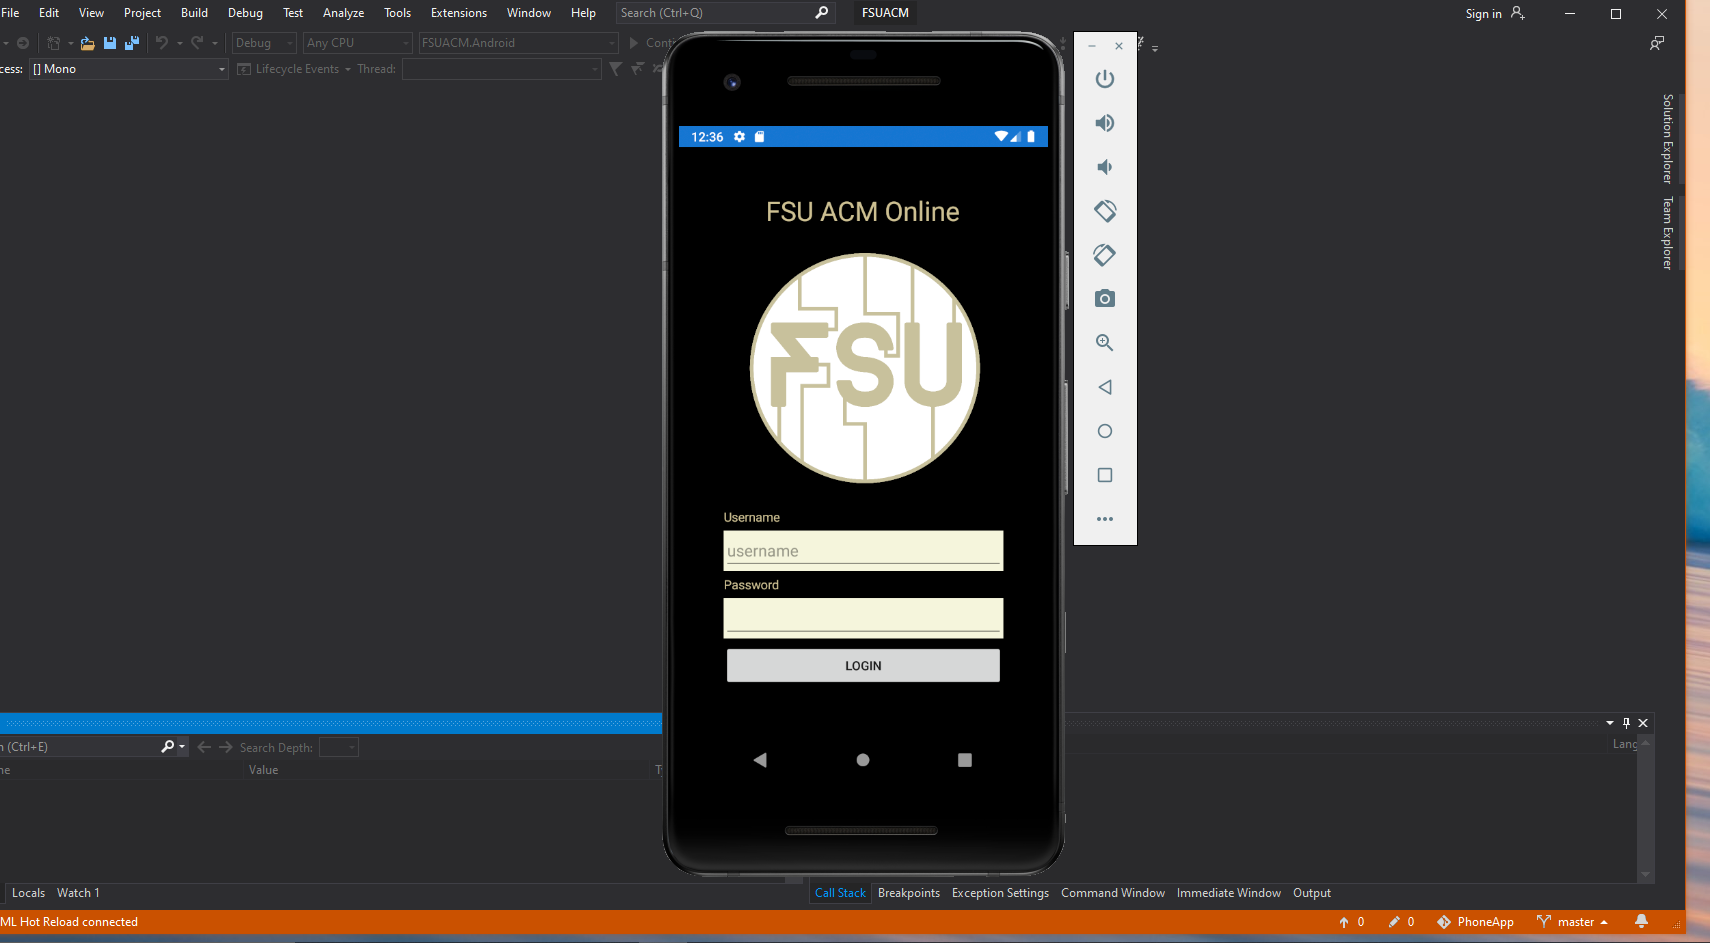 File Edit View Project Build Debug Test Analyze Tools Extensions Window Help Search (Ctrl+Q) FSUACM Sign in
Debug Any CPU FSUACM.Android Conti
cess: [] Mono Lifecycle Events Thread:
Solution Explorer
Team Explorer
12:36
FSU ACM Online
FSU
Username
username
Password
LOGIN
n (Ctrl+E) Search Depth:
ne Value Ty
Lang
Locals Watch 1 Call Stack Breakpoints Exception Settings Command Window Immediate Window Output
ML Hot Reload connected 0 0 PhoneApp master